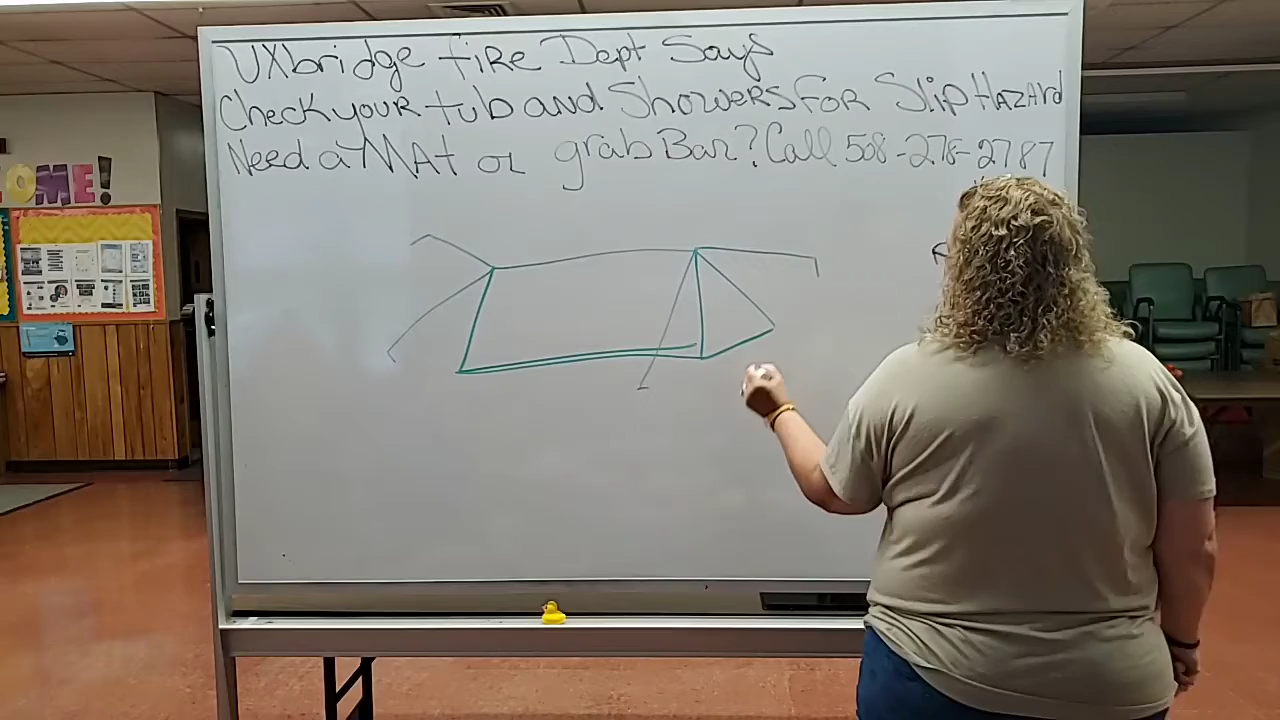 UXbridge fire Dept Says
Check your tub and Showers For Slip Hazard
Need a MAt or grab Bar? Call 508-278-2787
OME!